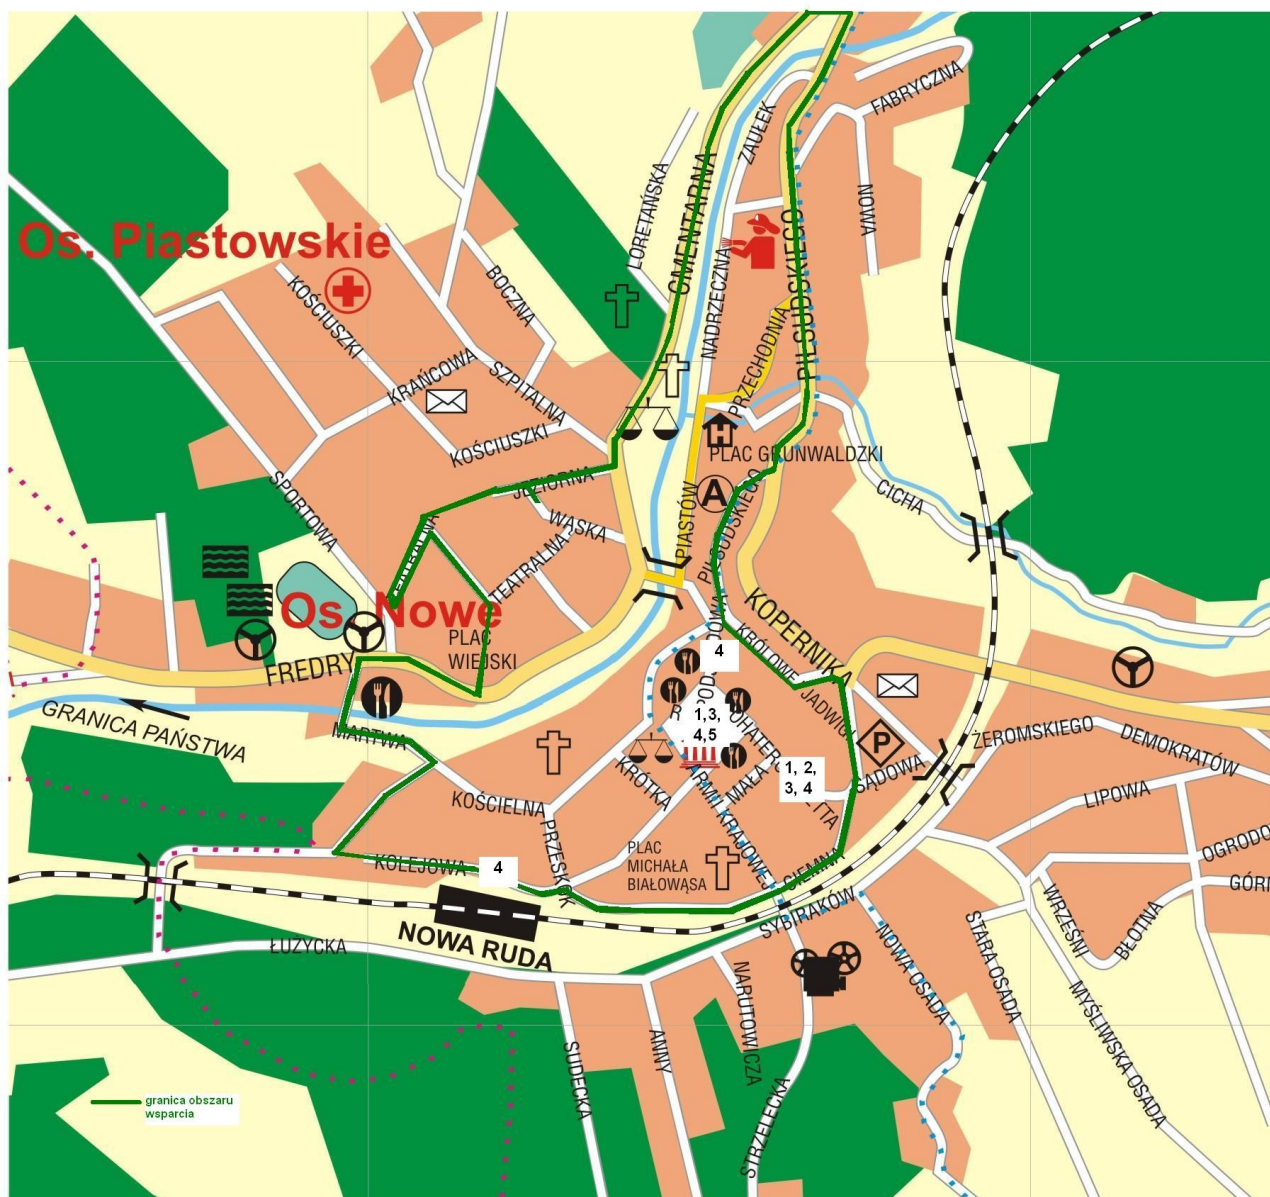 FABRYCZNA
ZAUŁEK
LORETAŃSKA
CMENTARNA
NOWA
PIŁSUDSKIEGO
Os. Piastowskie
BOCZNA
KOŚCIUSZKI
NADRZECZNA
PRZECHODNIA
KRAŃCOWA
SZPITALNA
KOŚCIUSZKI
H
PLAC GRUNWALDZKI
JEZIORNA
SPORTOWA
A
CICHA
PIASTÓW
PIŁSUDSKIEGO
WĄSKA
TEATRALNA
TEATRALNA
Os. Nowe
KOPERNIKA
PLAC
WIEJSKI
FREDRY
KRÓLOWEJ JADWIGI
4
GRANICA PAŃSTWA
MARTWA
1,3,
4,5
P
ŻEROMSKIEGO
DEMOKRATÓW
KRÓTKA
MIAŁA
1, 2,
3, 4
SĄDOWA
LIPOWA
KOŚCIELNA
PRZESKOK
ARMII KRAJOWEJ
PLAC
MICHAŁA
BIAŁOWĄSA
CIEMNA
KOLEJOWA
4
SYBIRAKÓW
NOWA RUDA
ŁUŻYCKA
STARA OSADA
WRZEŚNI
BŁOTNA
NOWA OSADA
NARUTOWICZA
MYŚLIWSKA OSADA
SUDECKA
ANNY
STRZELECKA
granica obszaru
wsparcia